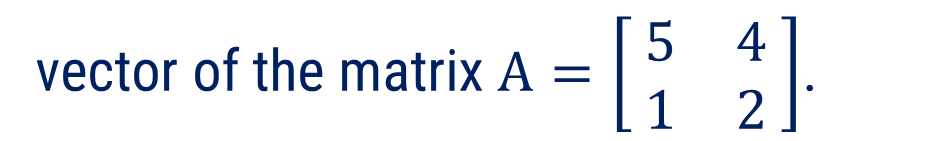 vector of the matrix A = [5 4
1 2].